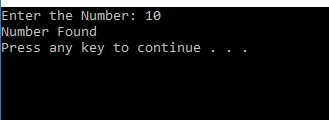 Enter the Number: 10
Number Found
Press any key to continue . . .